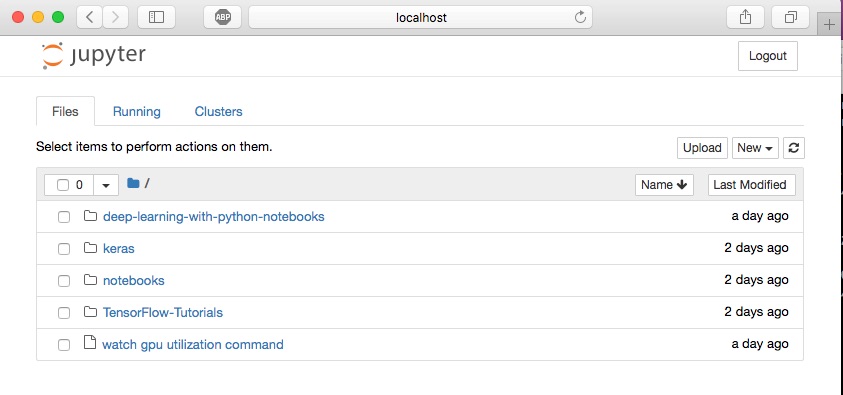 ABP localhost
jupyter Logout
Files Running Clusters
Select items to perform actions on them. Upload New
0 / Name Last Modified
deep-learning-with-python-notebooks a day ago
keras 2 days ago
notebooks 2 days ago
TensorFlow-Tutorials 2 days ago
watch gpu utilization command a day ago